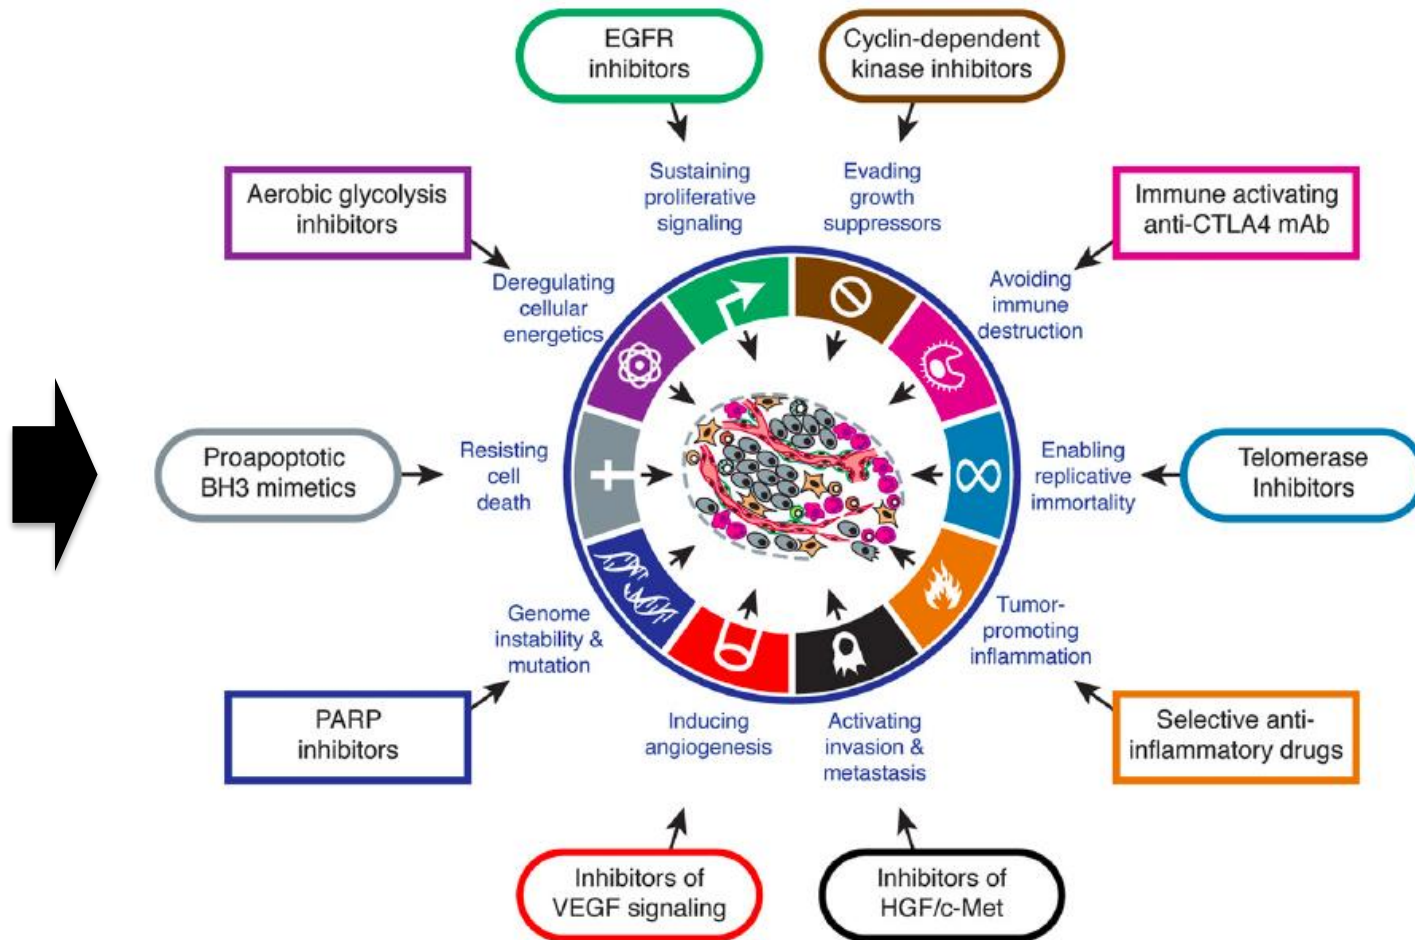 EGFR
inhibitors
Cyclin-dependent
kinase inhibitors
Aerobic glycolysis
inhibitors
Sustaining
proliferative
signaling
Evading
growth
suppressors
Immune activating
anti-CTLA4 mAb
Deregulating
cellular
energetics
Avoiding
immune
destruction
Proapoptotic
BH3 mimetics
Resisting
cell
death
Enabling
replicative
immortality
Telomerase
Inhibitors
Genome
instability &
mutation
Tumor-
promoting
inflammation
PARP
inhibitors
Inducing
angiogenesis
Activating
invasion &
metastasis
Selective anti-
inflammatory drugs
Inhibitors of
VEGF signaling
Inhibitors of
HGF/c-Met